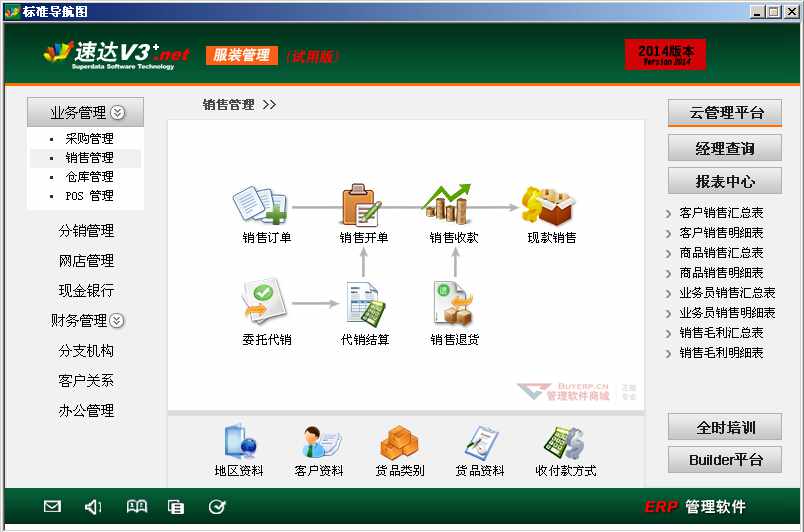 标准导航图
速达V3+.net
Superdata Software Technology
服装管理
(试用版)
2014版本
Version 2014
业务管理
采购管理
销售管理
仓库管理
POS 管理
分销管理
网店管理
现金银行
财务管理
分支机构
客户关系
办公管理
销售管理 >>
销售订单
销售开单
销售收款
现款销售
委托代销
代销结算
销售退货
BUYERP.CN
管理软件商城
正版
专业
地区资料
客户资料
货品类别
货品资料
收付款方式
云管理平台
经理查询
报表中心
客户销售汇总表
客户销售明细表
商品销售汇总表
商品销售明细表
业务员销售汇总表
业务员销售明细表
销售毛利汇总表
销售毛利明细表
全时培训
Builder平台
ERP 管理软件